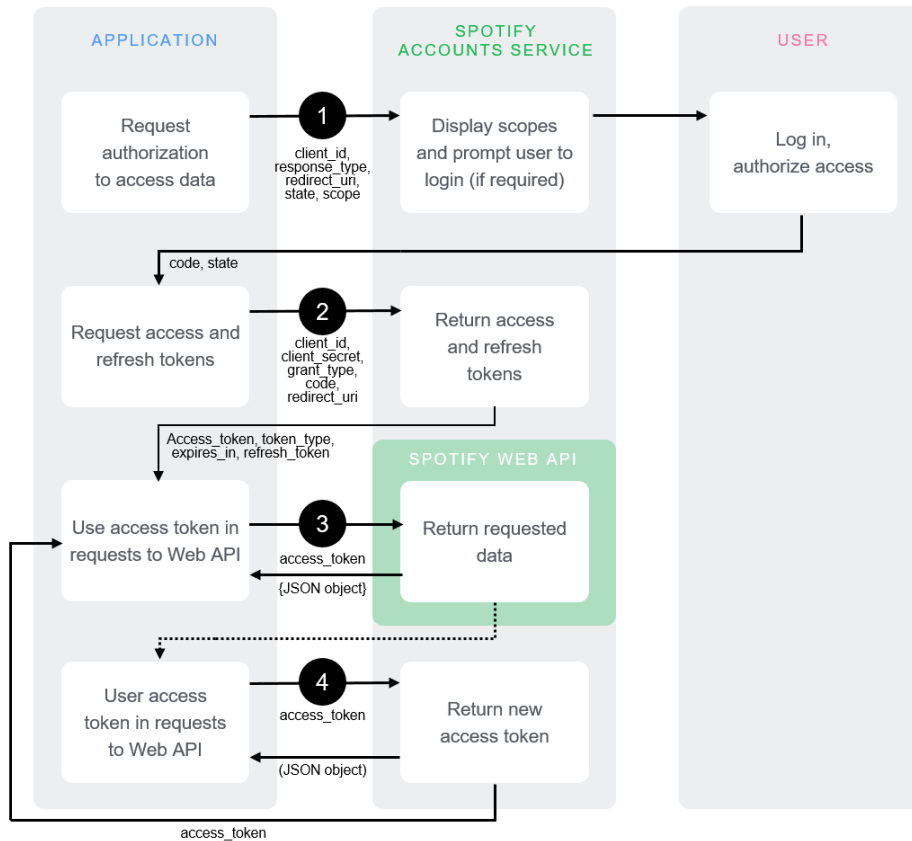 APPLICATION
SPOTIFY
ACCOUNTS SERVICE
USER
Request
authorization
to access data
1
client_id,
response_type,
redirect_uri,
state, scope
Display scopes
and prompt user to
login (if required)
Log in,
authorize access
code, state
Request access and
refresh tokens
2
client_id,
client_secret,
grant_type,
code,
redirect_uri
Return access
and refresh
tokens
Access_token, token_type,
expires_in, refresh_token
SPOTIFY WEB API
Use access token in
requests to Web API
3
access_token
{JSON object}
Return requested
data
User access
token in requests
to Web API
4
access_token
(JSON object)
Return new
access token
access_token